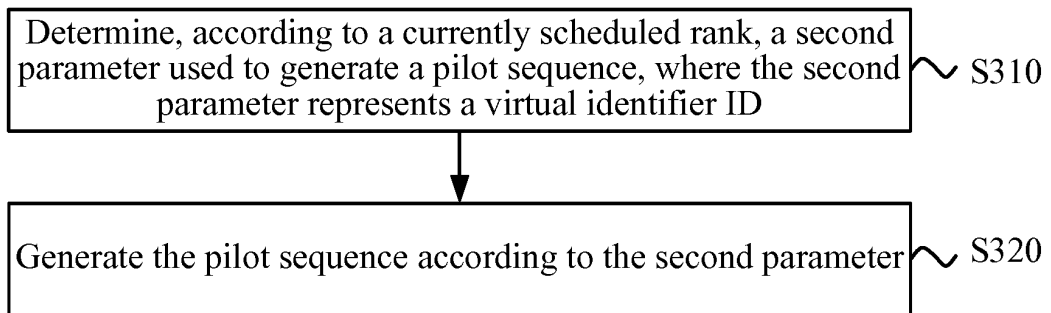 Determine, according to a currently scheduled rank, a second
parameter used to generate a pilot sequence, where the second
parameter represents a virtual identifier ID
S310
Generate the pilot sequence according to the second parameter
S320